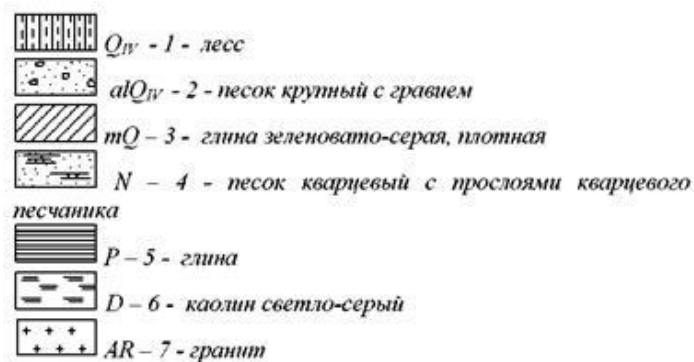 Q_IV - 1 - лесс
alQ_IV - 2 - песок крупный с гравием
mQ – 3 - глина зеленовато-серая, плотная
N – 4 - песок кварцевый с прослоями кварцевого
песчаника
P – 5 - глина
D – 6 - каолин светло-серый
AR – 7 - гранит